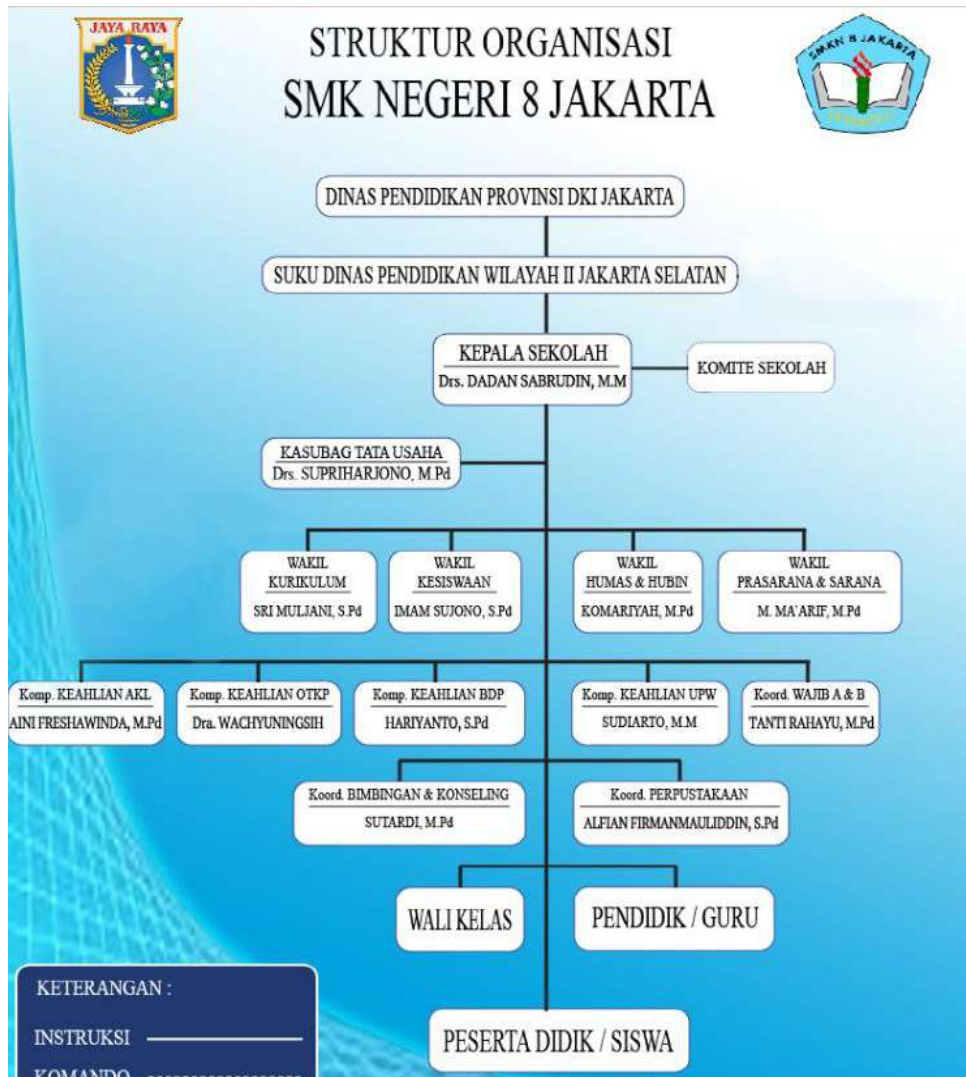 JAYA RAYA
STRUKTUR ORGANISASI
SMK NEGERI 8 JAKARTA
SMKN 8 JAKARTA
DINAS PENDIDIKAN PROVINSI DKI JAKARTA
SUKU DINAS PENDIDIKAN WILAYAH II JAKARTA SELATAN
KEPALA SEKOLAH
Drs. DADAN SABRUDIN, M.M
KOMITE SEKOLAH
KASUBAG TATA USAHA
Drs. SUPRIHARJONO, M.Pd
WAKIL
KURIKULUM
SRI MULJANI, S.Pd
WAKIL
KESISWAAN
IMAM SUJONO, S.Pd
WAKIL
HUMAS & HUBIN
KOMARIYAH, M.Pd
WAKIL
PRASARANA & SARANA
M. MA'ARIF, M.Pd
Komp. KEAHLIAN AKL
AINI FRESHAWINDA, M.Pd
Komp. KEAHLIAN OTKP
Dra. WACHYUNINGSIH
Komp. KEAHLIAN BDP
HARIYANTO, S.Pd
Komp. KEAHLIAN UPW
SUDIARTO, M.M
Koord. WAJIB A & B
TANTI RAHAYU, M.Pd
Koord. BIMBINGAN & KONSELING
SUTARDI, M.Pd
Koord. PERPUSTAKAAN
ALFIAN FIRMANMAULIDDIN, S.Pd
WALI KELAS
PENDIDIK / GURU
PESERTA DIDIK / SISWA
KETERANGAN :
INSTRUKSI
KOMANDO